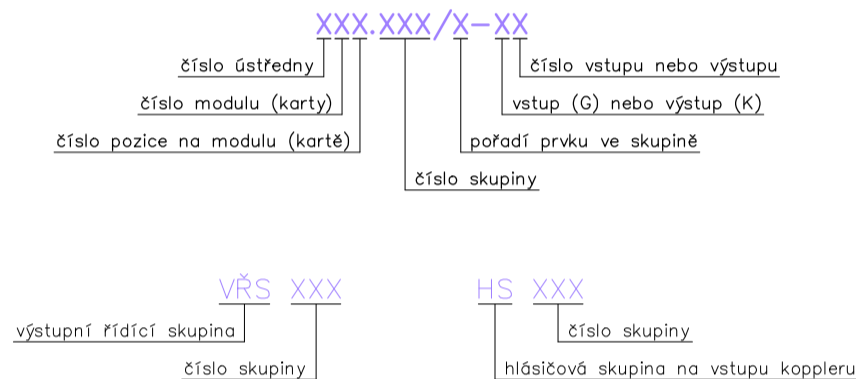 XXX.XXX/X-XX
číslo ústředny
číslo vstupu nebo výstupu
číslo modulu (karty)
vstup (G) nebo výstup (K)
číslo pozice na modulu (kartě)
pořadí prvku ve skupině
číslo skupiny
VŘS XXX
HS XXX
výstupní řídící skupina
číslo skupiny
číslo skupiny
hlásičová skupina na vstupu koppleru